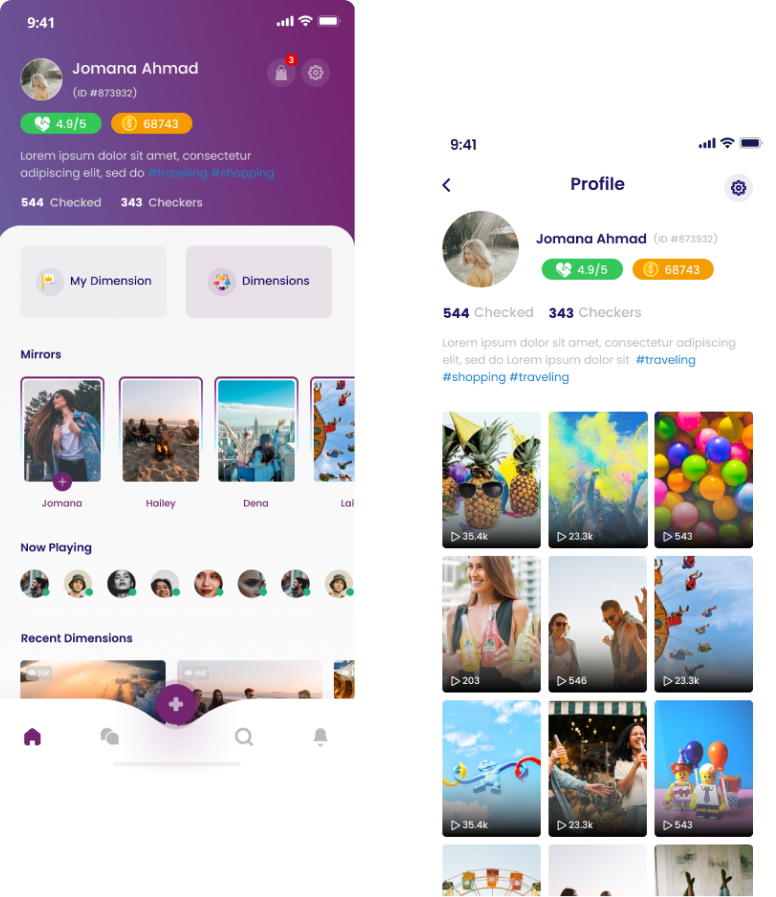 9:41
Jomana Ahmad
3
(ID #873932)
4.9/5
68743
Lorem ipsum dolor sit amet, consectetur
adipiscing elit, sed do #traveling #shopping
544 Checked 343 Checkers
My Dimension
Dimensions
Mirrors
Jomana
Hailey
Dena
Lai
Now Playing
Recent Dimensions
16K
16K
9:41
Profile
Jomana Ahmad (ID #873932)
4.9/5
68743
544 Checked 343 Checkers
Lorem ipsum dolor sit amet, consectetur adipiscing
elit, sed do Lorem ipsum dolor sit #traveling
#shopping #traveling
35.4k
23.3k
543
203
546
23.3k
35.4k
23.3k
543